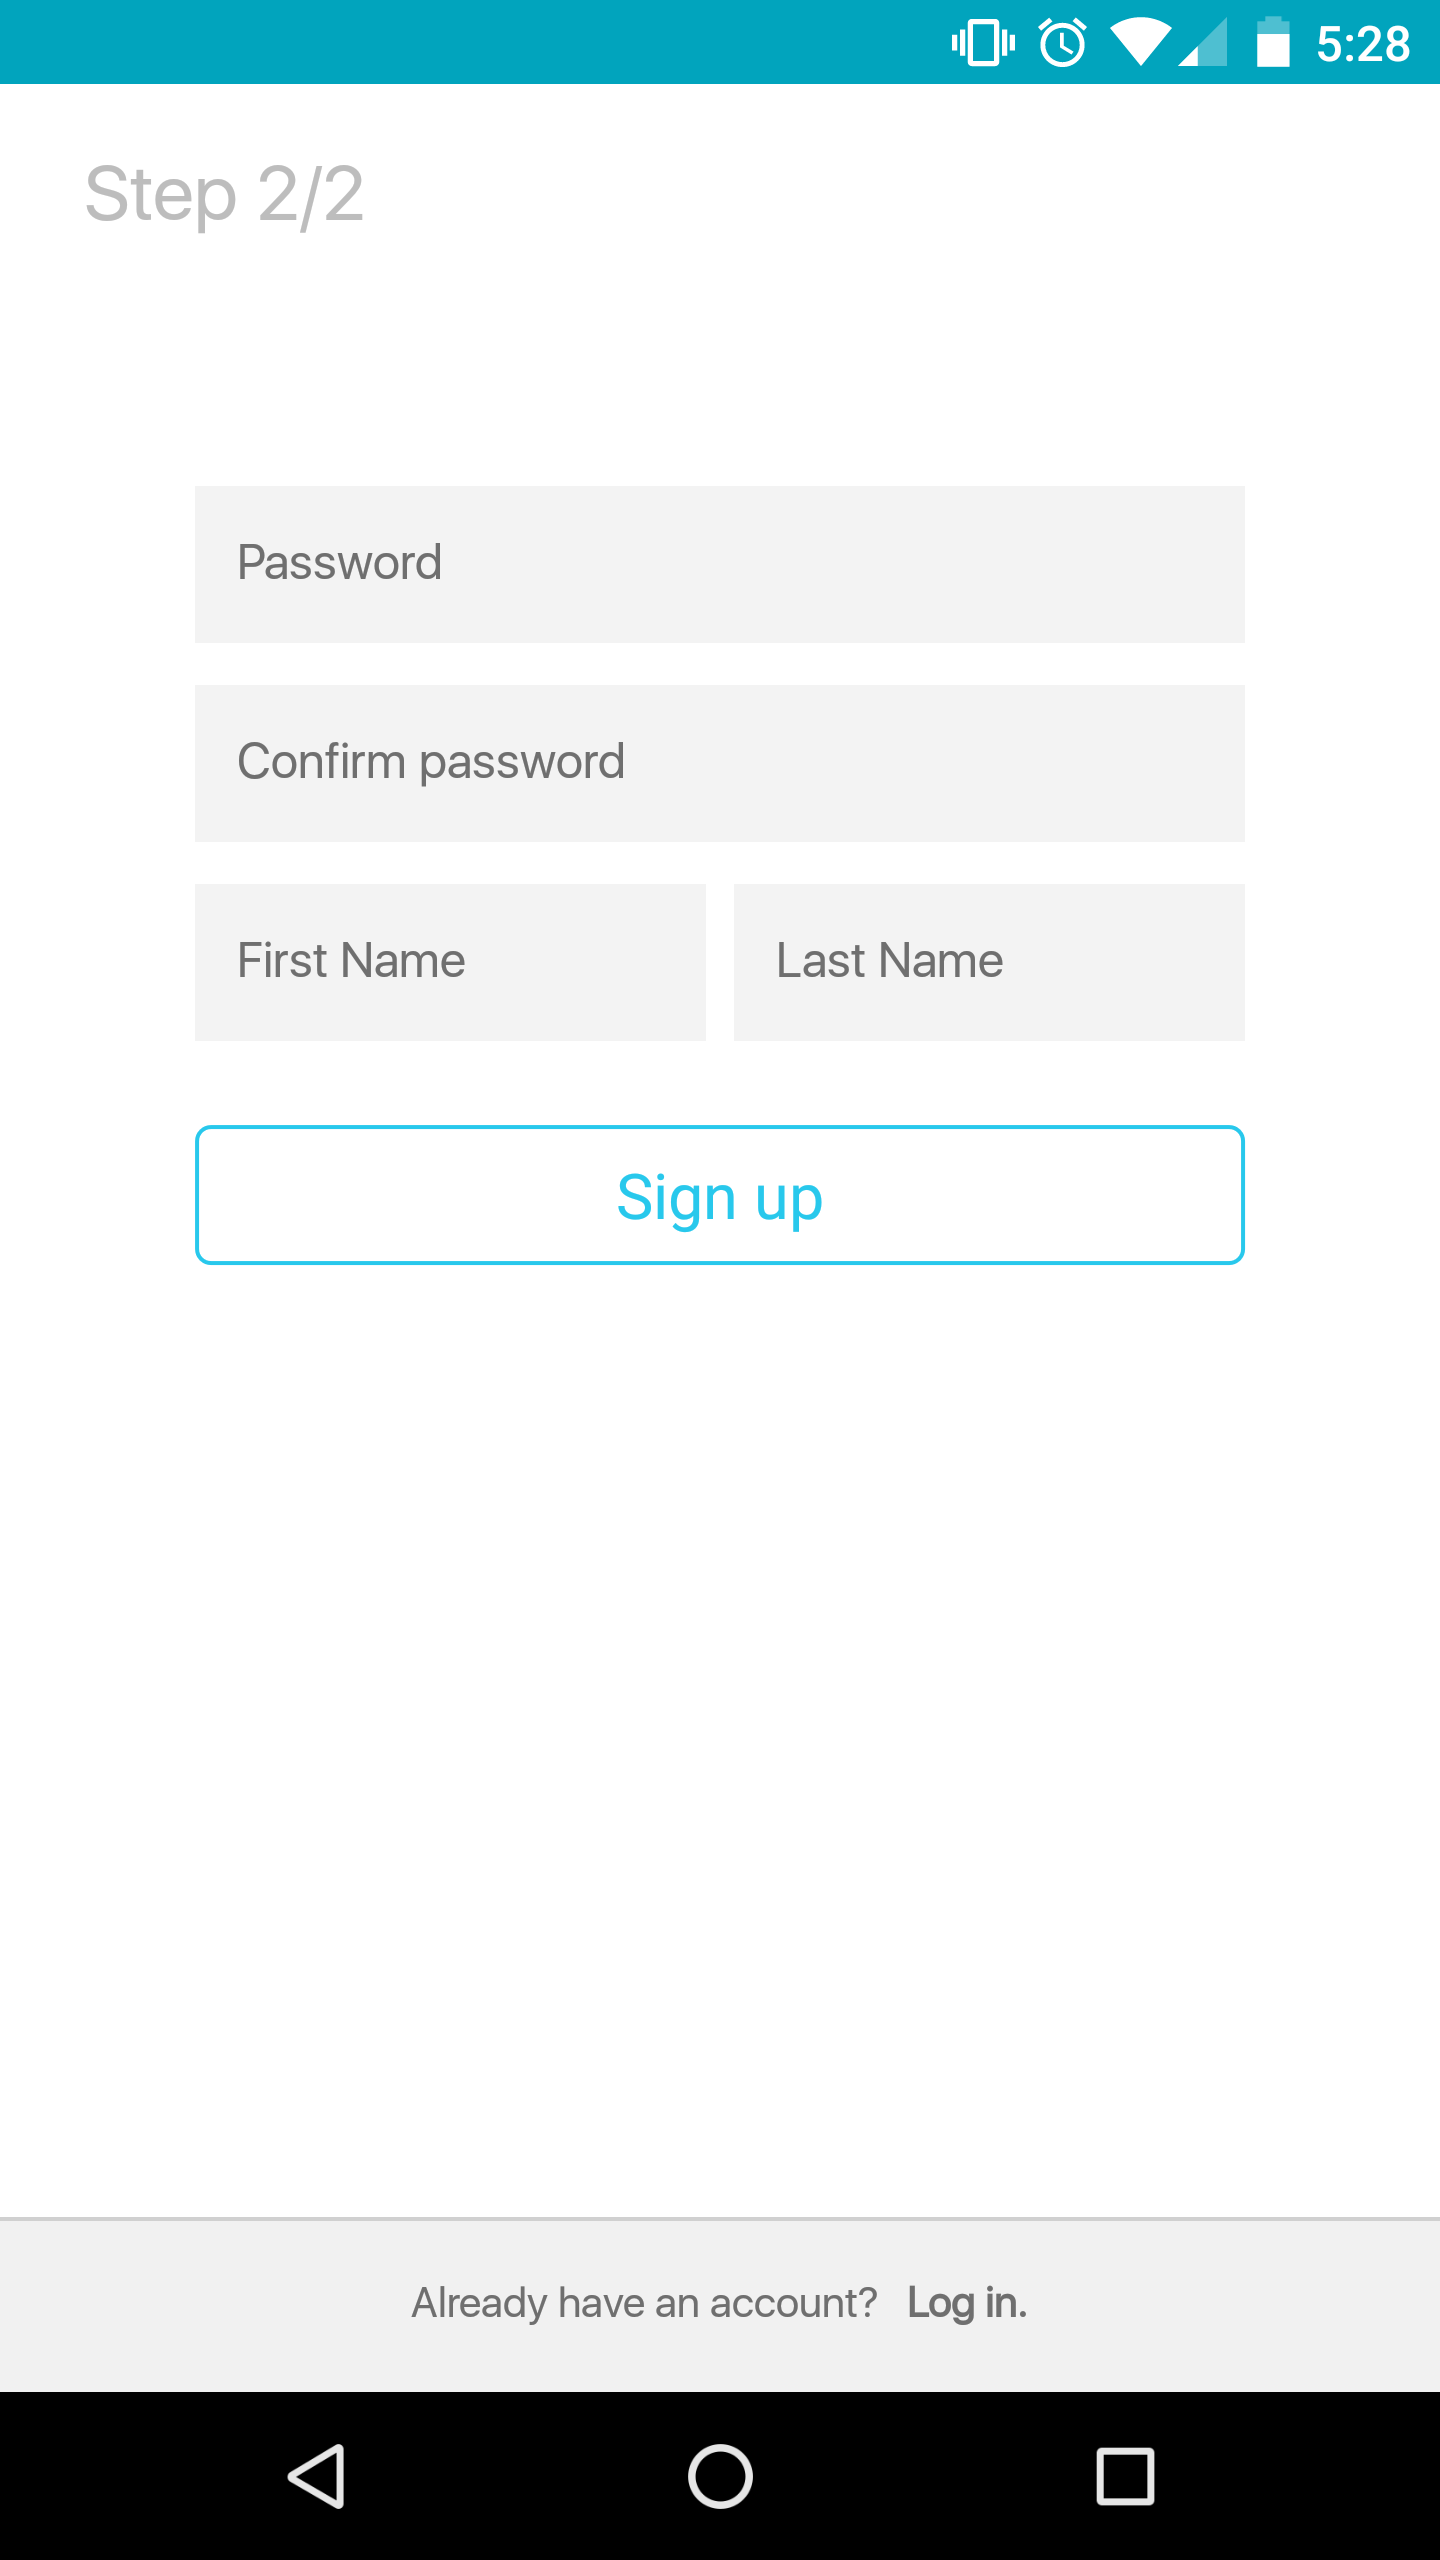 5:28
Step 2/2
Password
Confirm password
First Name Last Name
Sign up
Already have an account? Log in.